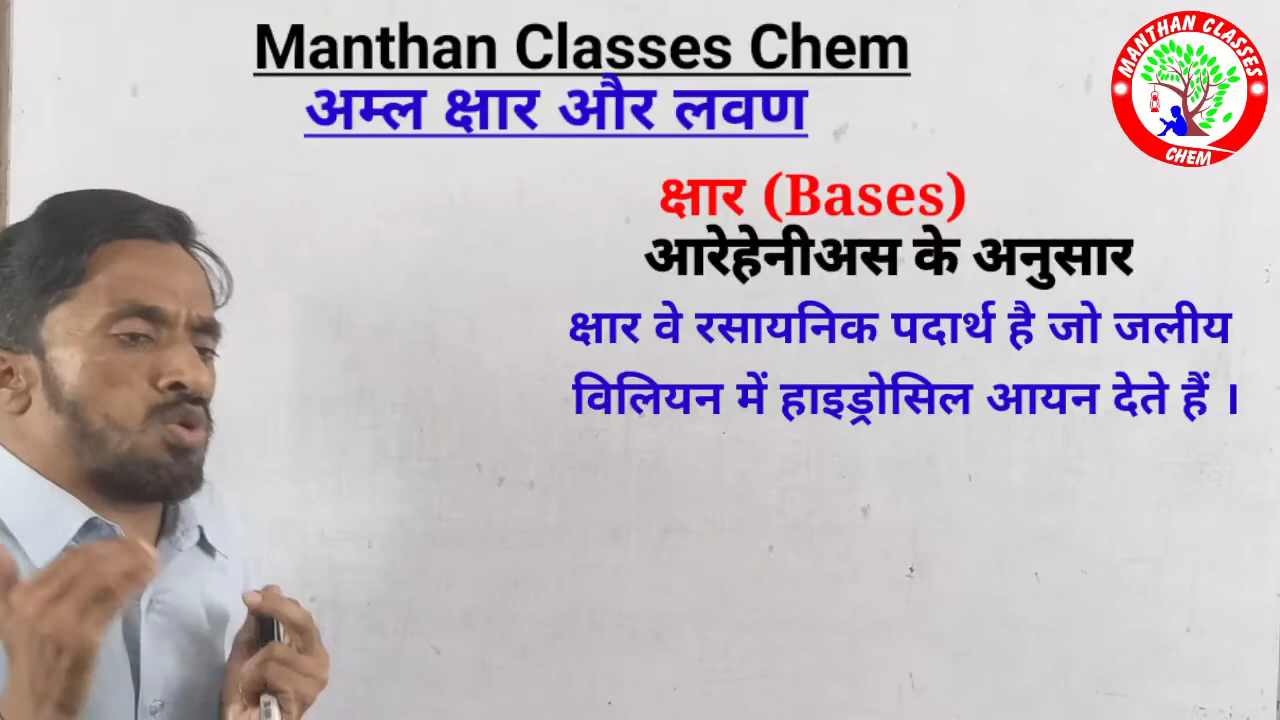 Manthan Classes Chem
अम्ल क्षार और लवण
MANTHAN CLASSES
CHEM
क्षार (Bases)
आरेहेनीअस के अनुसार
क्षार वे रसायनिक पदार्थ है जो जलीय
विलियन में हाइड्रोसिल आयन देते हैं ।